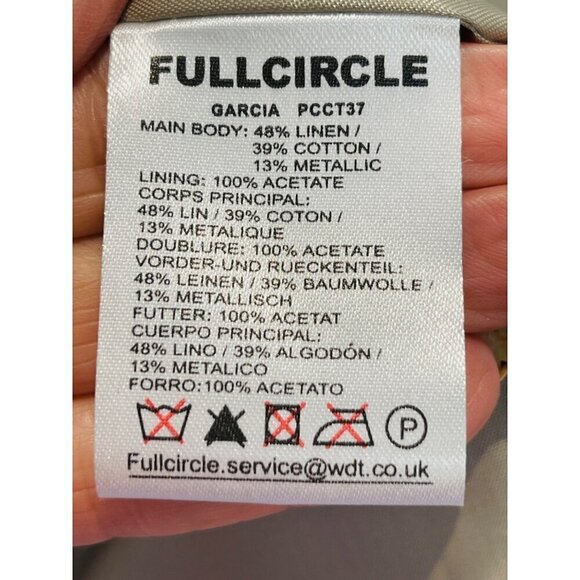 FULLCIRCLE
GARCIA PCCT37
MAIN BODY: 48% LINEN /
39% COTTON /
13% METALLIC
LINING: 100% ACETATE
CORPS PRINCIPAL:
48% LIN / 39% COTON /
13% METALIQUE
DOUBLURE: 100% ACETATE
VORDER-UND RUECKENTEIL:
48% LEINEN / 39% BAUMWOLLE /
13% METALLISCH
FUTTER: 100% ACETAT
CUERPO PRINCIPAL:
48% LINO / 39% ALGODÓN /
13% METALICO
FORRO:100% ACETATO
P
Fullcircle.service@wdt.co.uk